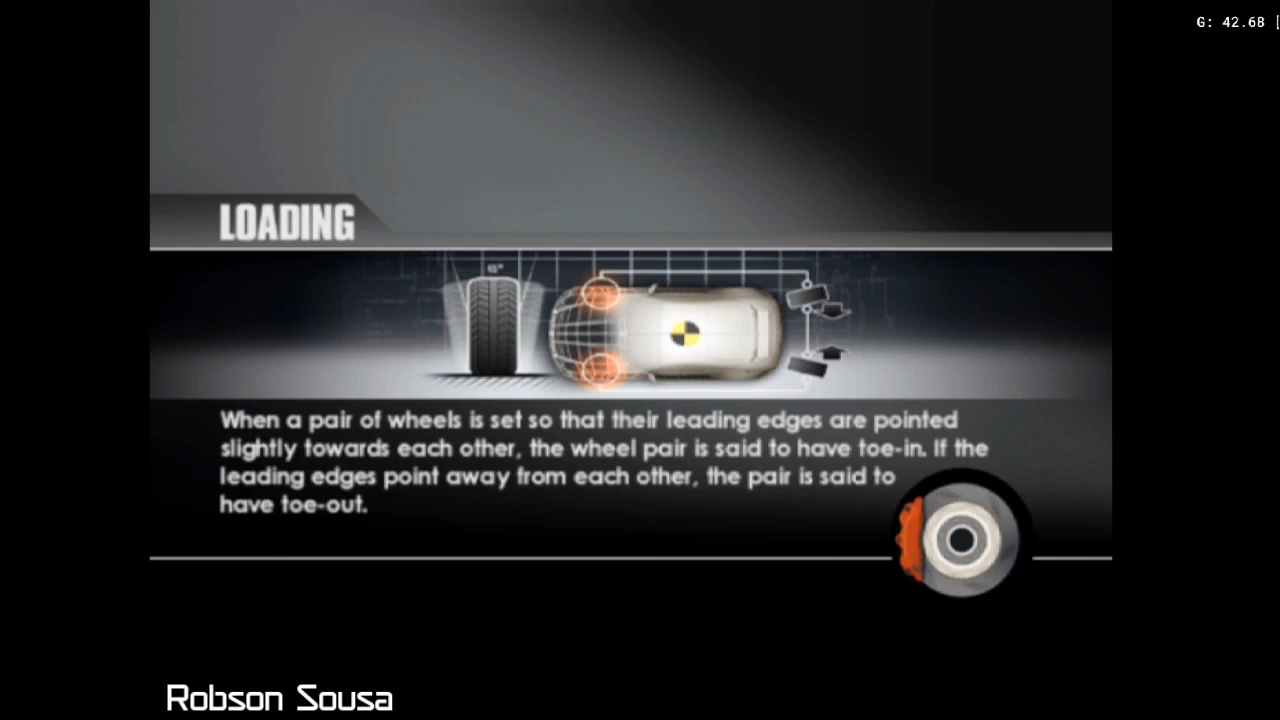 G: 42.68 [
LOADING
When a pair of wheels is set so that their leading edges are pointed
slightly towards each other, the wheel pair is said to have toe-in. If the
leading edges point away from each other, the pair is said to
have toe-out.
Robson Sousa